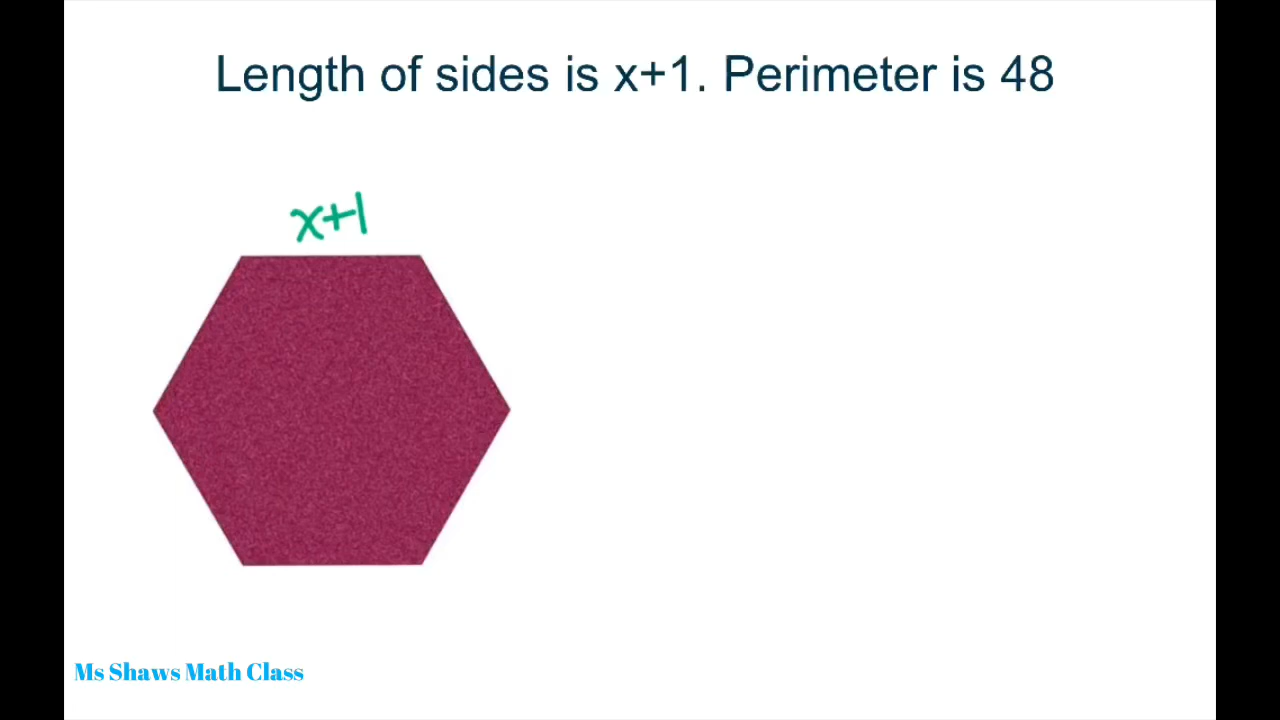 Length of sides is x+1. Perimeter is 48
x+1
Ms Shaws Math Class